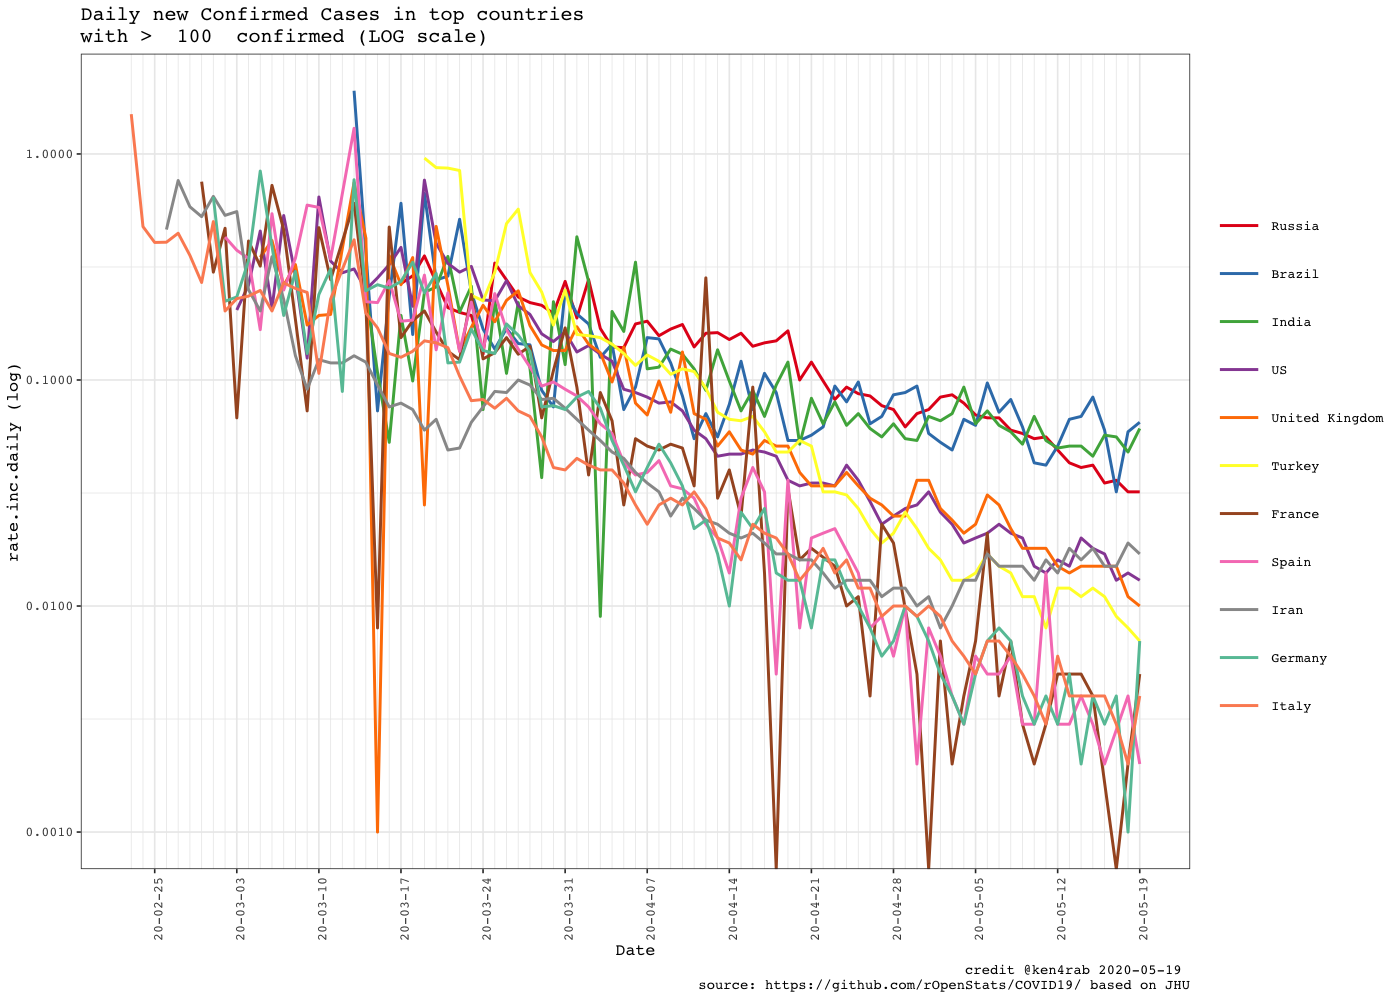 Daily new Confirmed Cases in top countries
with >  100  confirmed (LOG scale)
rate.inc.daily (log)
1.0000
0.1000
0.0100
0.0010
20-02-25
20-03-03
20-03-10
20-03-17
20-03-24
20-03-31
20-04-07
20-04-14
20-04-21
20-04-28
20-05-05
20-05-12
20-05-19
Date
Russia
Brazil
India
US
United Kingdom
Turkey
France
Spain
Iran
Germany
Italy
credit @ken4rab 2020-05-19
source: https://github.com/rOpenStats/COVID19/ based on JHU